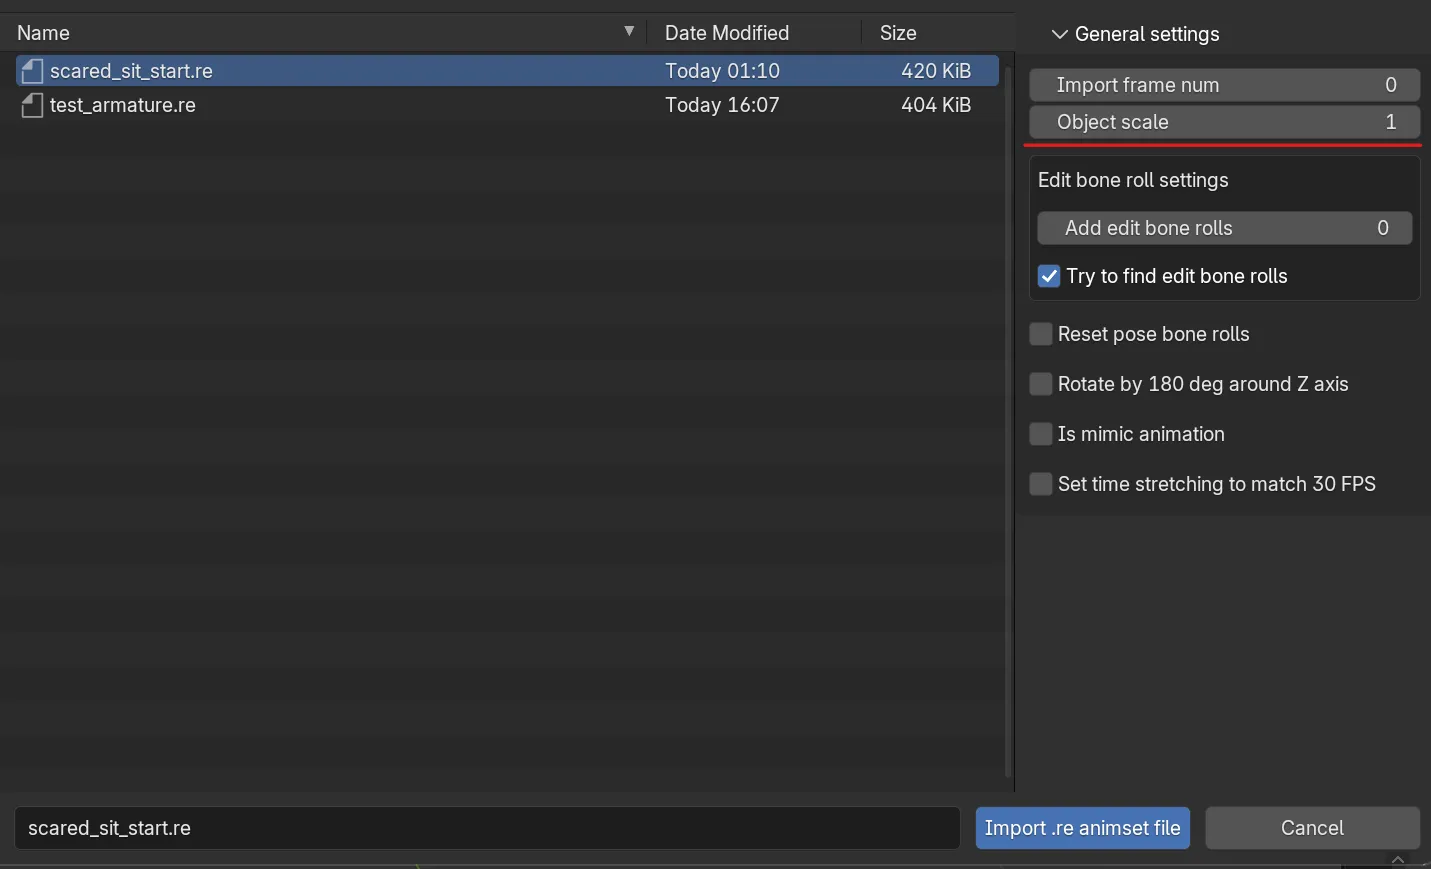 Name Date Modified Size
scared_sit_start.re Today 01:10 420 KiB
test_armature.re Today 16:07 404 KiB
General settings
Import frame num 0
Object scale 1
Edit bone roll settings
Add edit bone rolls 0
Try to find edit bone rolls
Reset pose bone rolls
Rotate by 180 deg around Z axis
Is mimic animation
Set time stretching to match 30 FPS
scared_sit_start.re Import .re animset file Cancel